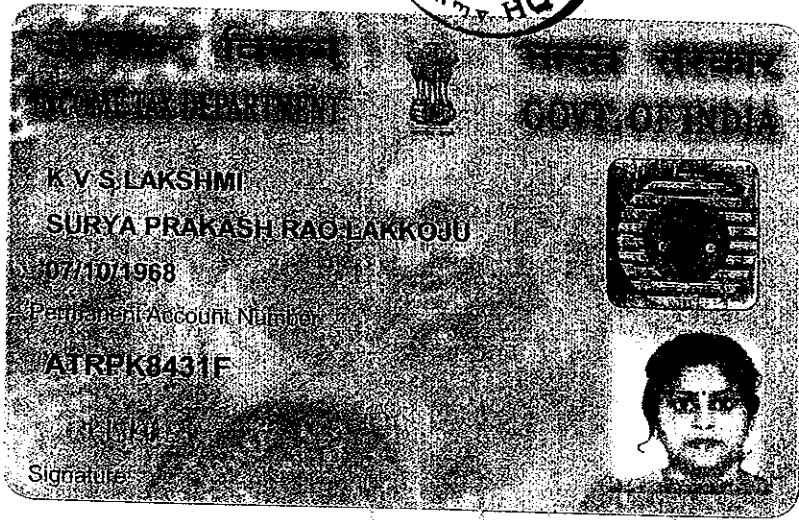 HQ
आयकर विभाग
INCOME TAX DEPARTMENT
भारत सरकार
GOVT. OF INDIA
K V S LAKSHMI
SURYA PRAKASH RAO LAKKOJU
07/10/1968
Permanent Account Number
ATRPK8431F
Signature